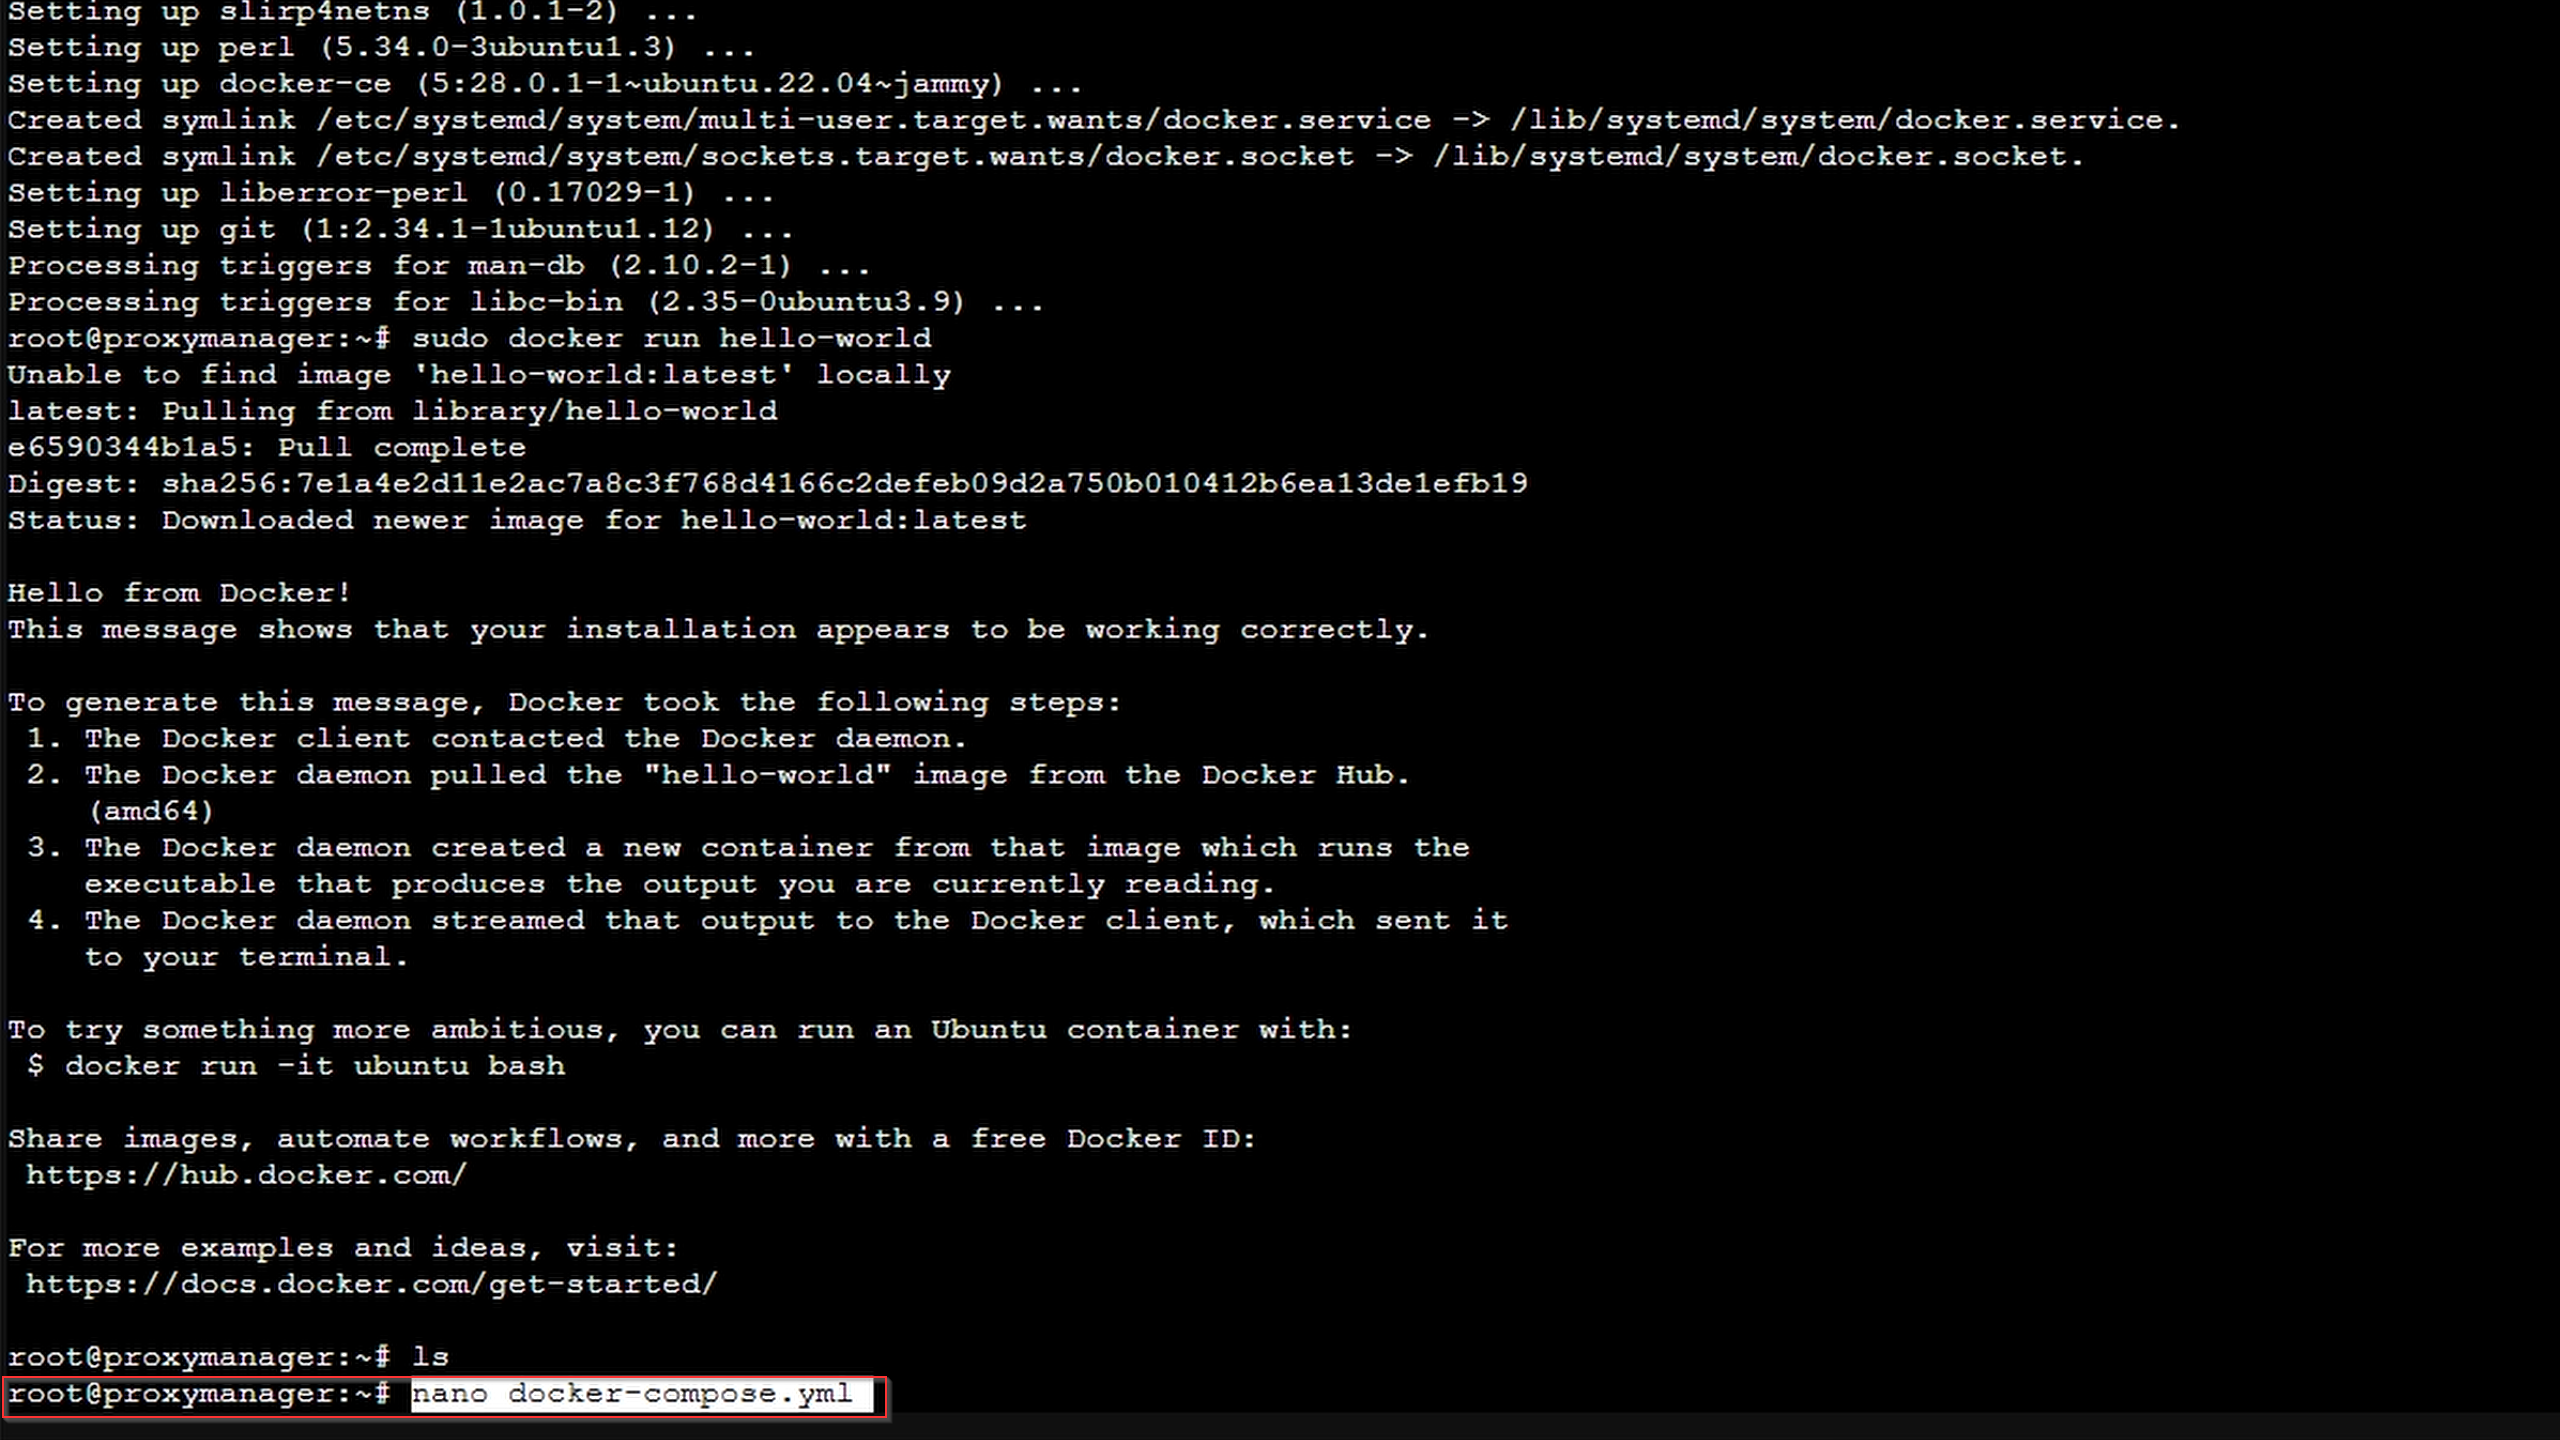 Setting up slirp4netns (1.0.1-2) ...
Setting up perl (5.34.0-3ubuntu1.3) ...
Setting up docker-ce (5:28.0.1-1~ubuntu.22.04~jammy) ...
Created symlink /etc/systemd/system/multi-user.target.wants/docker.service -> /lib/systemd/system/docker.service.
Created symlink /etc/systemd/system/sockets.target.wants/docker.socket -> /lib/systemd/system/docker.socket.
Setting up liberror-perl (0.17029-1) ...
Setting up git (1:2.34.1-1ubuntu1.12) ...
Processing triggers for man-db (2.10.2-1) ...
Processing triggers for libc-bin (2.35-0ubuntu3.9) ...
root@proxymanager:~# sudo docker run hello-world
Unable to find image 'hello-world:latest' locally
latest: Pulling from library/hello-world
e6590344b1a5: Pull complete
Digest: sha256:7e1a4e2d11e2ac7a8c3f768d4166c2defeb09d2a750b010412b6ea13de1efb19
Status: Downloaded newer image for hello-world:latest

Hello from Docker!
This message shows that your installation appears to be working correctly.

To generate this message, Docker took the following steps:
 1. The Docker client contacted the Docker daemon.
 2. The Docker daemon pulled the "hello-world" image from the Docker Hub.
    (amd64)
 3. The Docker daemon created a new container from that image which runs the
    executable that produces the output you are currently reading.
 4. The Docker daemon streamed that output to the Docker client, which sent it
    to your terminal.

To try something more ambitious, you can run an Ubuntu container with:
 $ docker run -it ubuntu bash

Share images, automate workflows, and more with a free Docker ID:
 https://hub.docker.com/

For more examples and ideas, visit:
 https://docs.docker.com/get-started/

root@proxymanager:~# ls
root@proxymanager:~# nano docker-compose.yml